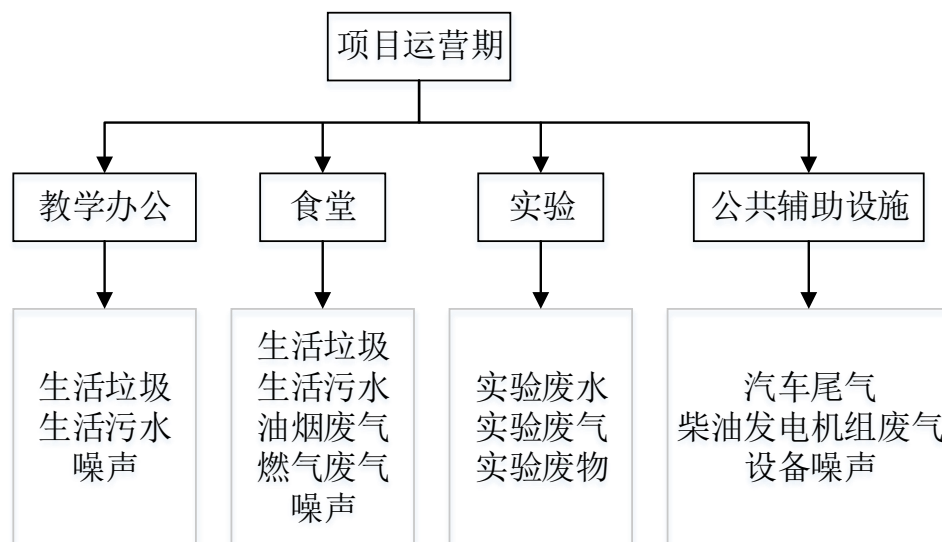 项目运营期
教学办公
食堂
实验
公共辅助设施
生活垃圾
生活污水
噪声
生活垃圾
生活污水
油烟废气
燃气废气
噪声
实验废水
实验废气
实验废物
汽车尾气
柴油发电机组废气
设备噪声